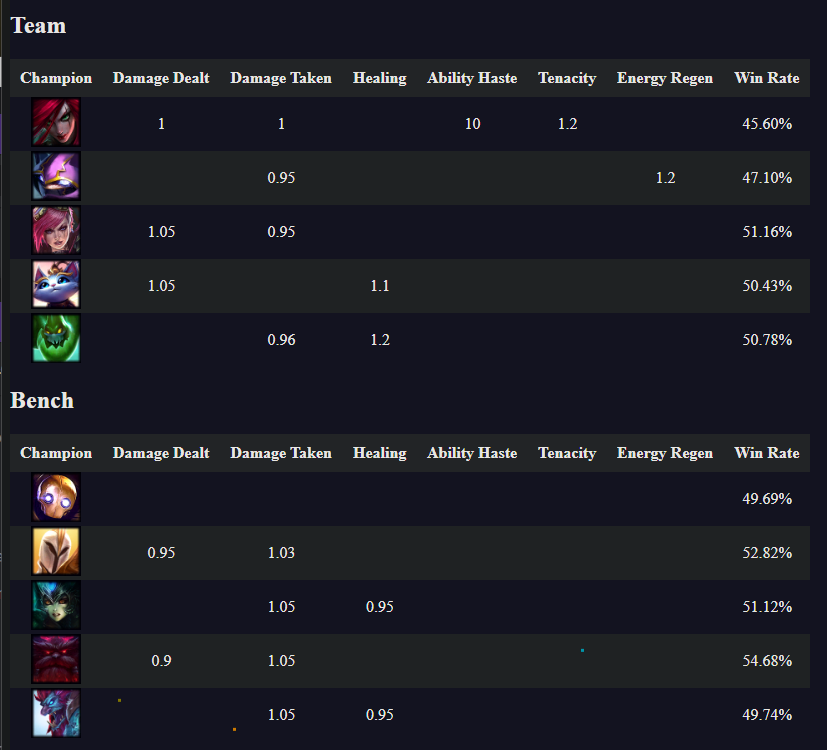 Team
Champion Damage Dealt Damage Taken Healing Ability Haste Tenacity Energy Regen Win Rate
1 1 10 1.2 45.60%
0.95 1.2 47.10%
1.05 0.95 51.16%
1.05 1.1 50.43%
0.96 1.2 50.78%
Bench
Champion Damage Dealt Damage Taken Healing Ability Haste Tenacity Energy Regen Win Rate
49.69%
0.95 1.03 52.82%
1.05 0.95 51.12%
0.9 1.05 54.68%
1.05 0.95 49.74%